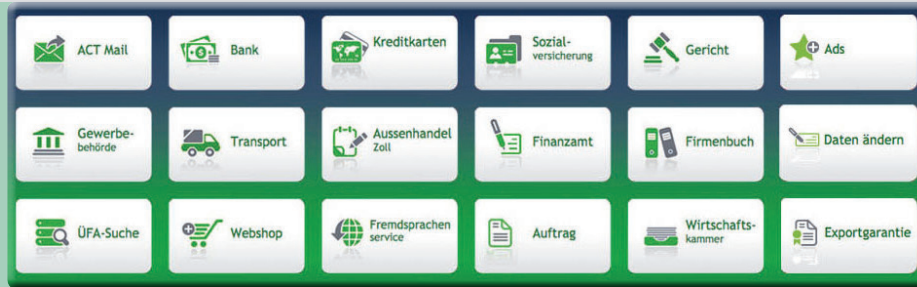 ACT Mail
Bank
Kreditkarten
Sozial-
versicherung
Gericht
Ads
Gewerbe-
behörde
Transport
Aussenhandel
Zoll
Finanzamt
Firmenbuch
Daten ändern
ÜFA-Suche
Webshop
Fremdsprachen
service
Auftrag
Wirtschafts-
kammer
Exportgarantie